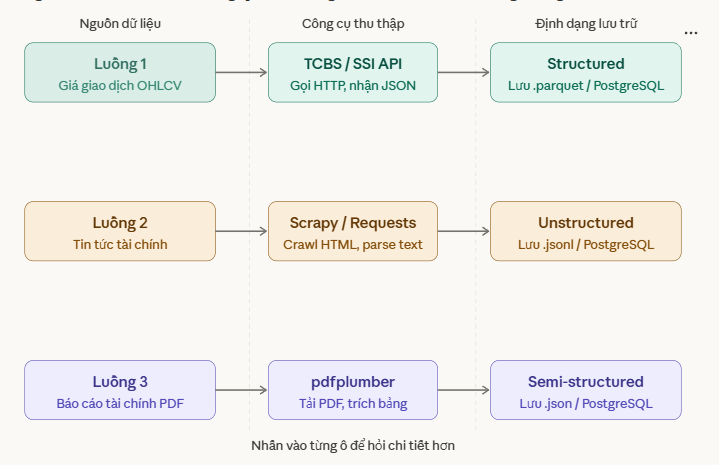 Nguồn dữ liệu
Công cụ thu thập
Định dạng lưu trữ
...
Luồng 1
Giá giao dịch OHLCV
TCBS / SSI API
Gọi HTTP, nhận JSON
Structured
Lưu .parquet / PostgreSQL
Luồng 2
Tin tức tài chính
Scrapy / Requests
Crawl HTML, parse text
Unstructured
Lưu .jsonl / PostgreSQL
Luồng 3
Báo cáo tài chính PDF
pdfplumber
Tải PDF, trích bảng
Semi-structured
Lưu .json / PostgreSQL
Nhấn vào từng ô để hỏi chi tiết hơn